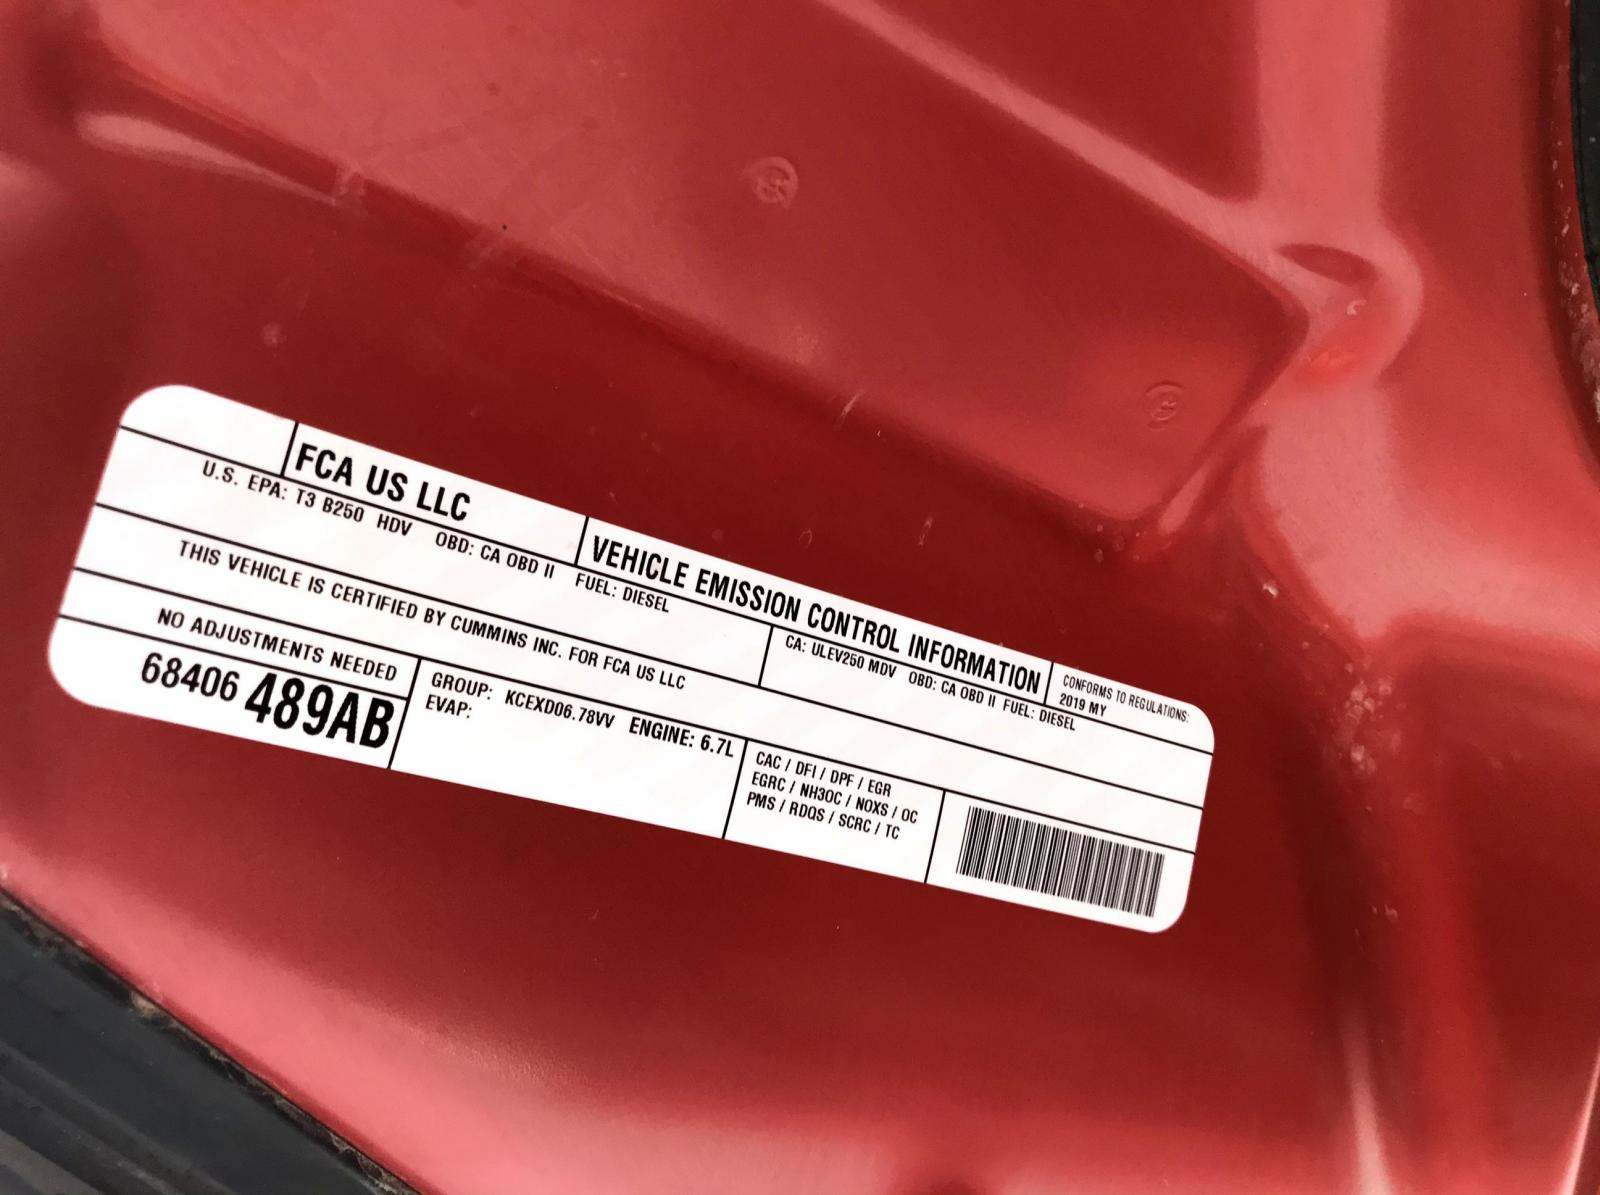 FCA US LLC
VEHICLE EMISSION CONTROL INFORMATION
CONFORMS TO REGULATIONS:
2019 MY
U.S. EPA: T3 B250 HDV OBD: CA OBD II FUEL: DIESEL
CA: ULEV250 MDV OBD: CA OBD II FUEL: DIESEL
THIS VEHICLE IS CERTIFIED BY CUMMINS INC. FOR FCA US LLC
NO ADJUSTMENTS NEEDED
68406 489AB
GROUP: KCEXD06.78VV ENGINE: 6.7L
EVAP:
CAC / DFI / DPF / EGR
EGRC / NH3OC / NOXS / OC
PMS / RDQS / SCRC / TC